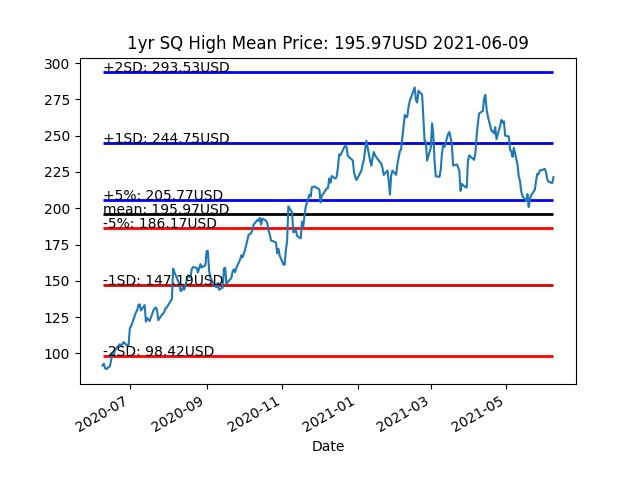 1yr SQ High Mean Price: 195.97USD 2021-06-09
300
+2SD: 293.53USD
275
250
+1SD: 244.75USD
225
+5%: 205.77USD
200
mean: 195.97USD
-5%: 186.17USD
175
150
-1SD: 147.19USD
125
100
-2SD: 98.42USD
2020-07
2020-09
2020-11
2021-01
2021-03
2021-05
Date